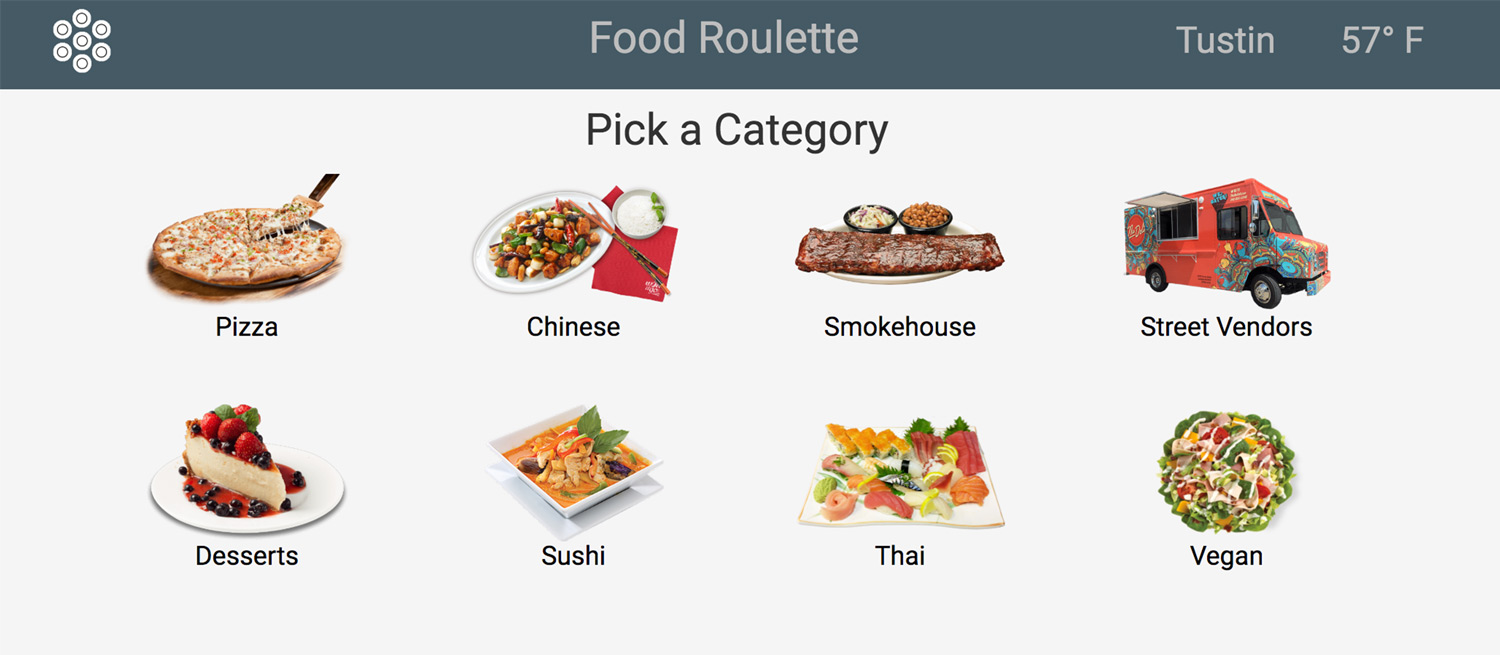 Food Roulette
Tustin
57° F
Pick a Category
Pizza
Chinese
Smokehouse
Street Vendors
Desserts
Sushi
Thai
Vegan